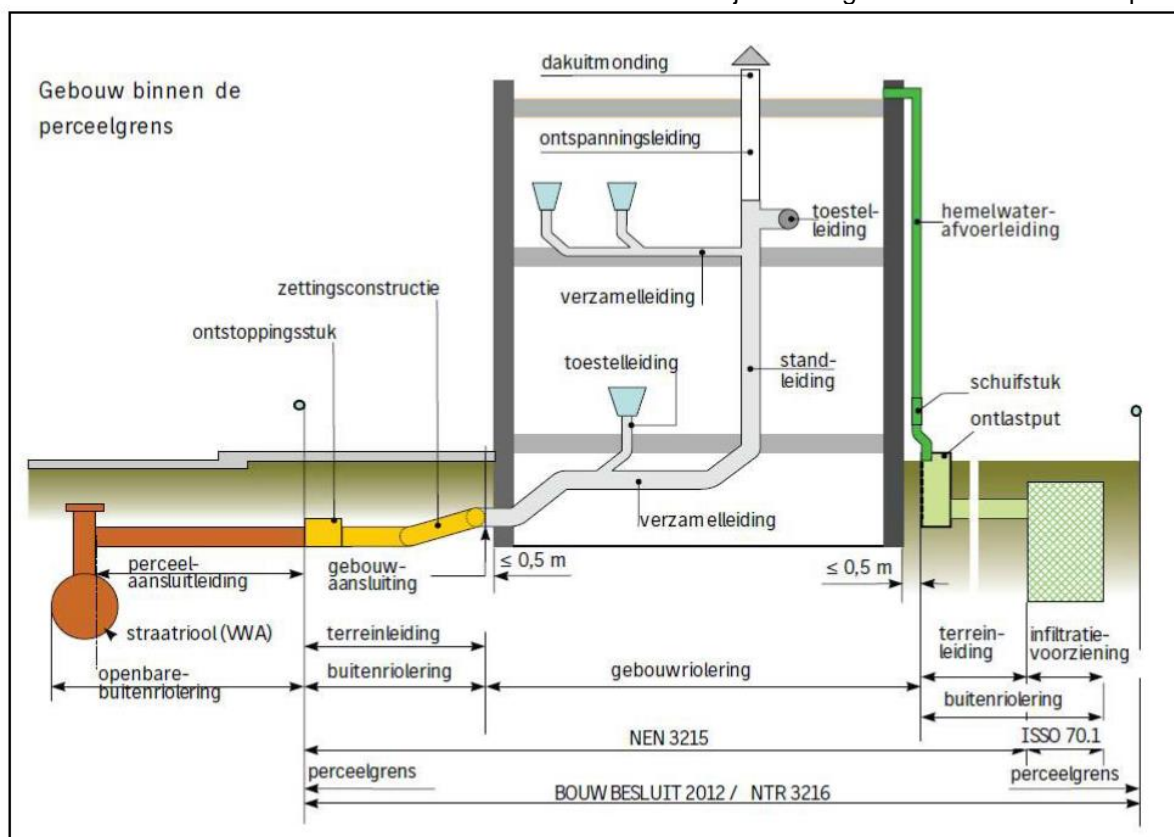 Gebouw binnen de
perceelgrens
dakuitmonding
ontspanningsleiding
toestel-
leiding
hemelwater-
afvoerleiding
zettingsconstructie
verzamelleiding
ontstoppingsstuk
toestelleiding
stand-
leiding
schuifstuk
ontlastput
verzamelleiding
perceel-
aansluitleiding
gebouw-
aansluiting
≤ 0,5 m
≤ 0,5 m
straatriool (VWA)
terreinleiding
terrein-
leiding
infiltratie-
voorziening
openbare-
buitenriolering
buitenriolering
gebouwriolering
buitenriolering
NEN 3215
ISSO 70.1
perceelgrens
perceelgrens
BOUW BESLUIT 2012 / NTR 3216